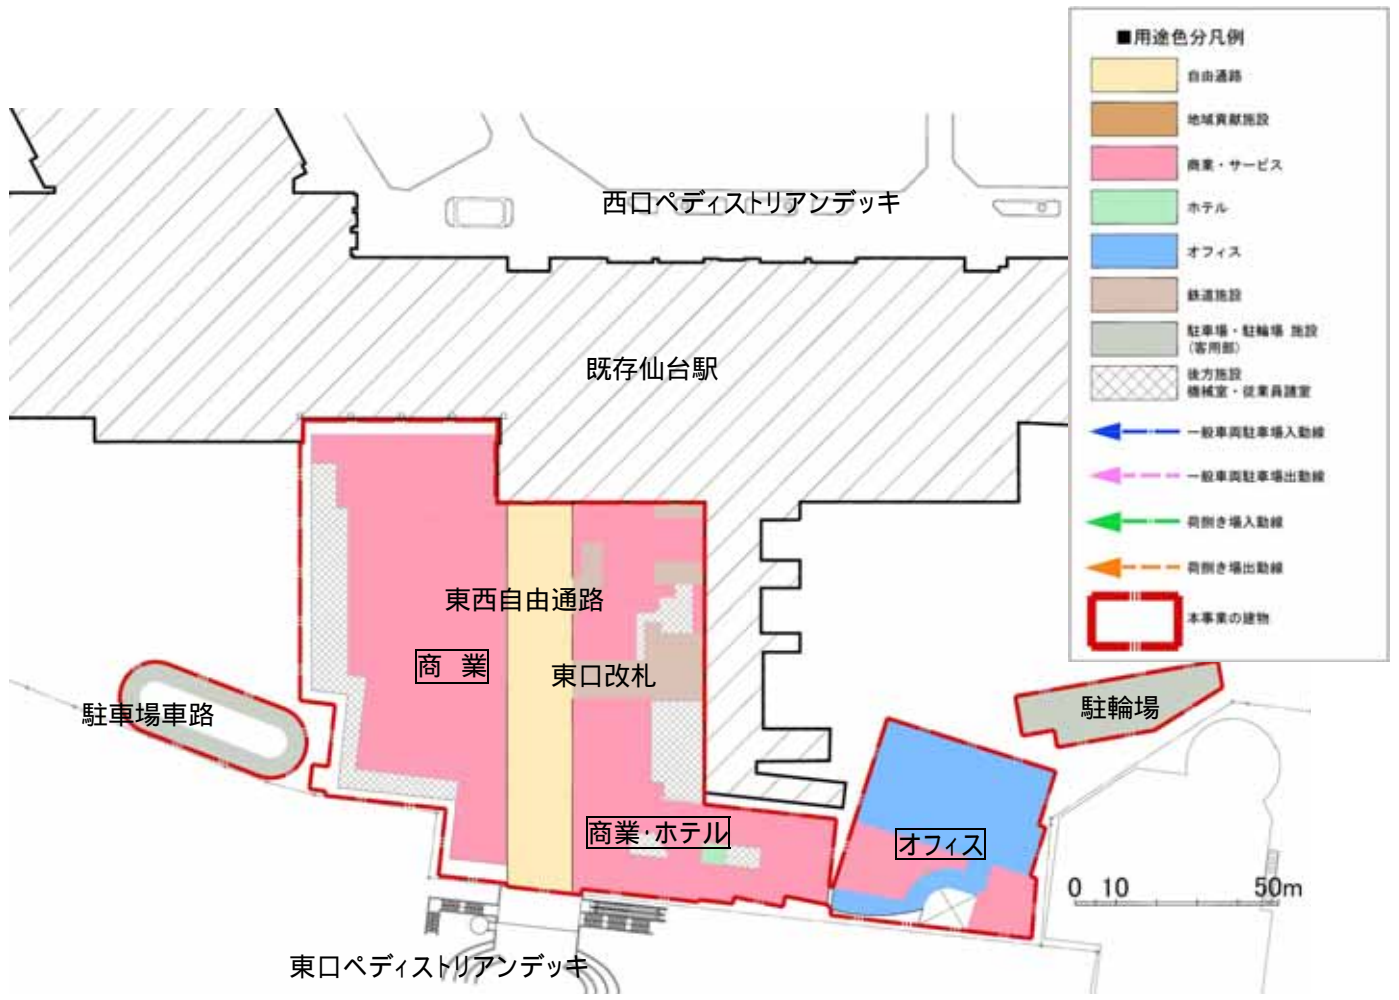 ■用途色分凡例
自由通路
地域貢献施設
商業・サービス
ホテル
オフィス
鉄道施設
駐車場・駐輪場 施設
(客用部)
後方施設
機械室・従業員諸室
一般車両駐車場入動線
一般車両駐車場出動線
荷捌き場入動線
荷捌き場出動線
本事業の建物
西口ペディストリアンデッキ
既存仙台駅
東西自由通路
商 業
東口改札
駐車場車路
駐輪場
商業・ホテル
オフィス
0 10 50m
東口ペディストリアンデッキ